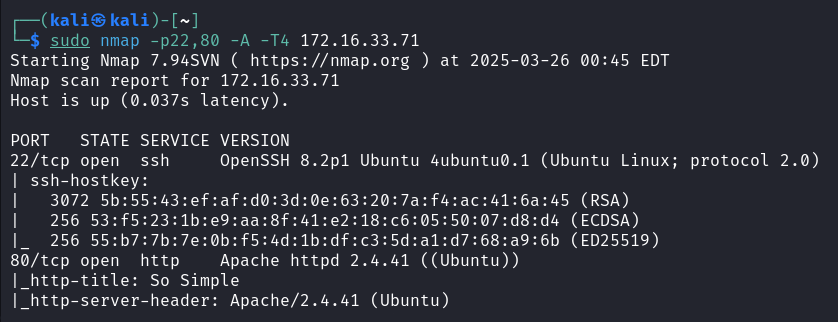 ┌──(kali㉿kali)-[~]
└─$ sudo nmap -p22,80 -A -T4 172.16.33.71
Starting Nmap 7.94SVN ( https://nmap.org ) at 2025-03-26 00:45 EDT
Nmap scan report for 172.16.33.71
Host is up (0.037s latency).

PORT   STATE SERVICE VERSION
22/tcp open  ssh     OpenSSH 8.2p1 Ubuntu 4ubuntu0.1 (Ubuntu Linux; protocol 2.0)
| ssh-hostkey:
|   3072 5b:55:43:ef:af:d0:3d:0e:63:20:7a:f4:ac:41:6a:45 (RSA)
|   256 53:f5:23:1b:e9:aa:8f:41:e2:18:c6:05:50:07:d8:d4 (ECDSA)
|_  256 55:b7:7b:7e:0b:f5:4d:1b:df:c3:5d:a1:d7:68:a9:6b (ED25519)
80/tcp open  http    Apache httpd 2.4.41 ((Ubuntu))
|_http-title: So Simple
|_http-server-header: Apache/2.4.41 (Ubuntu)